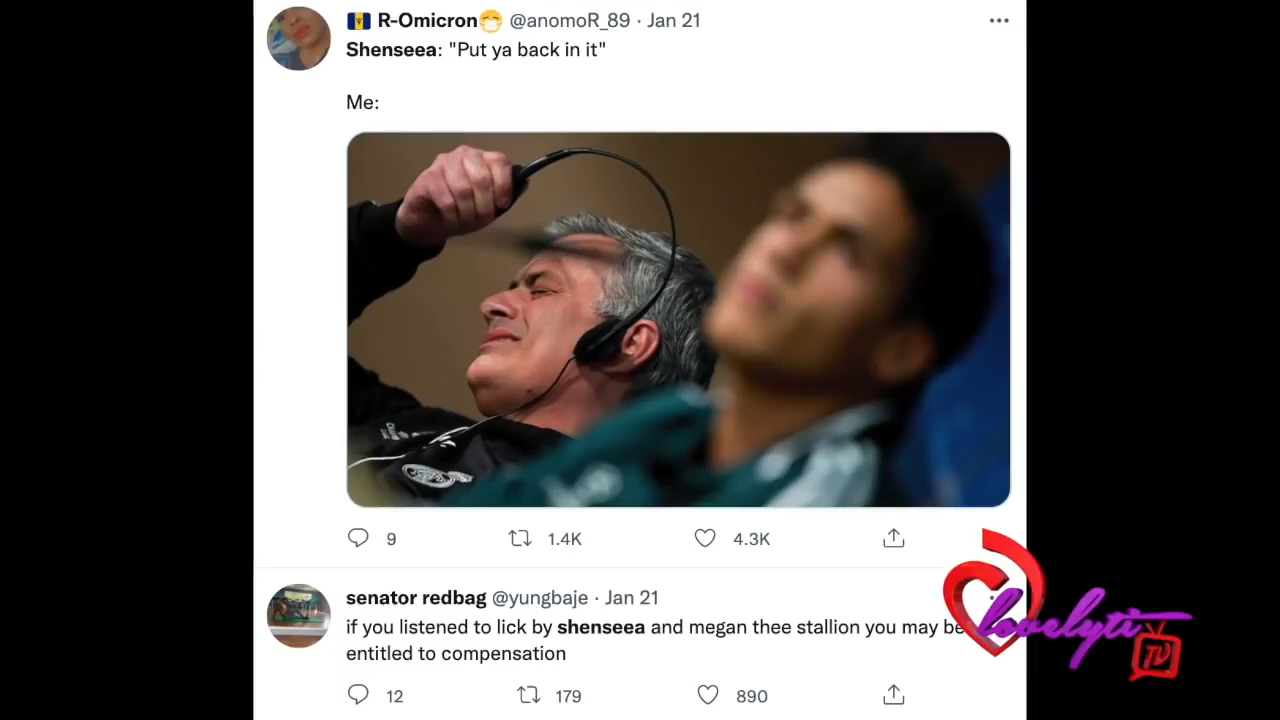 R-Omicron😷 @anomoR_89 · Jan 21
Shenseea: "Put ya back in it"
Me:
9 1.4K 4.3K
senator redbag @yungbaje · Jan 21
if you listened to lick by shenseea and megan thee stallion you may be
entitled to compensation
lovelyti
TV
12 179 890